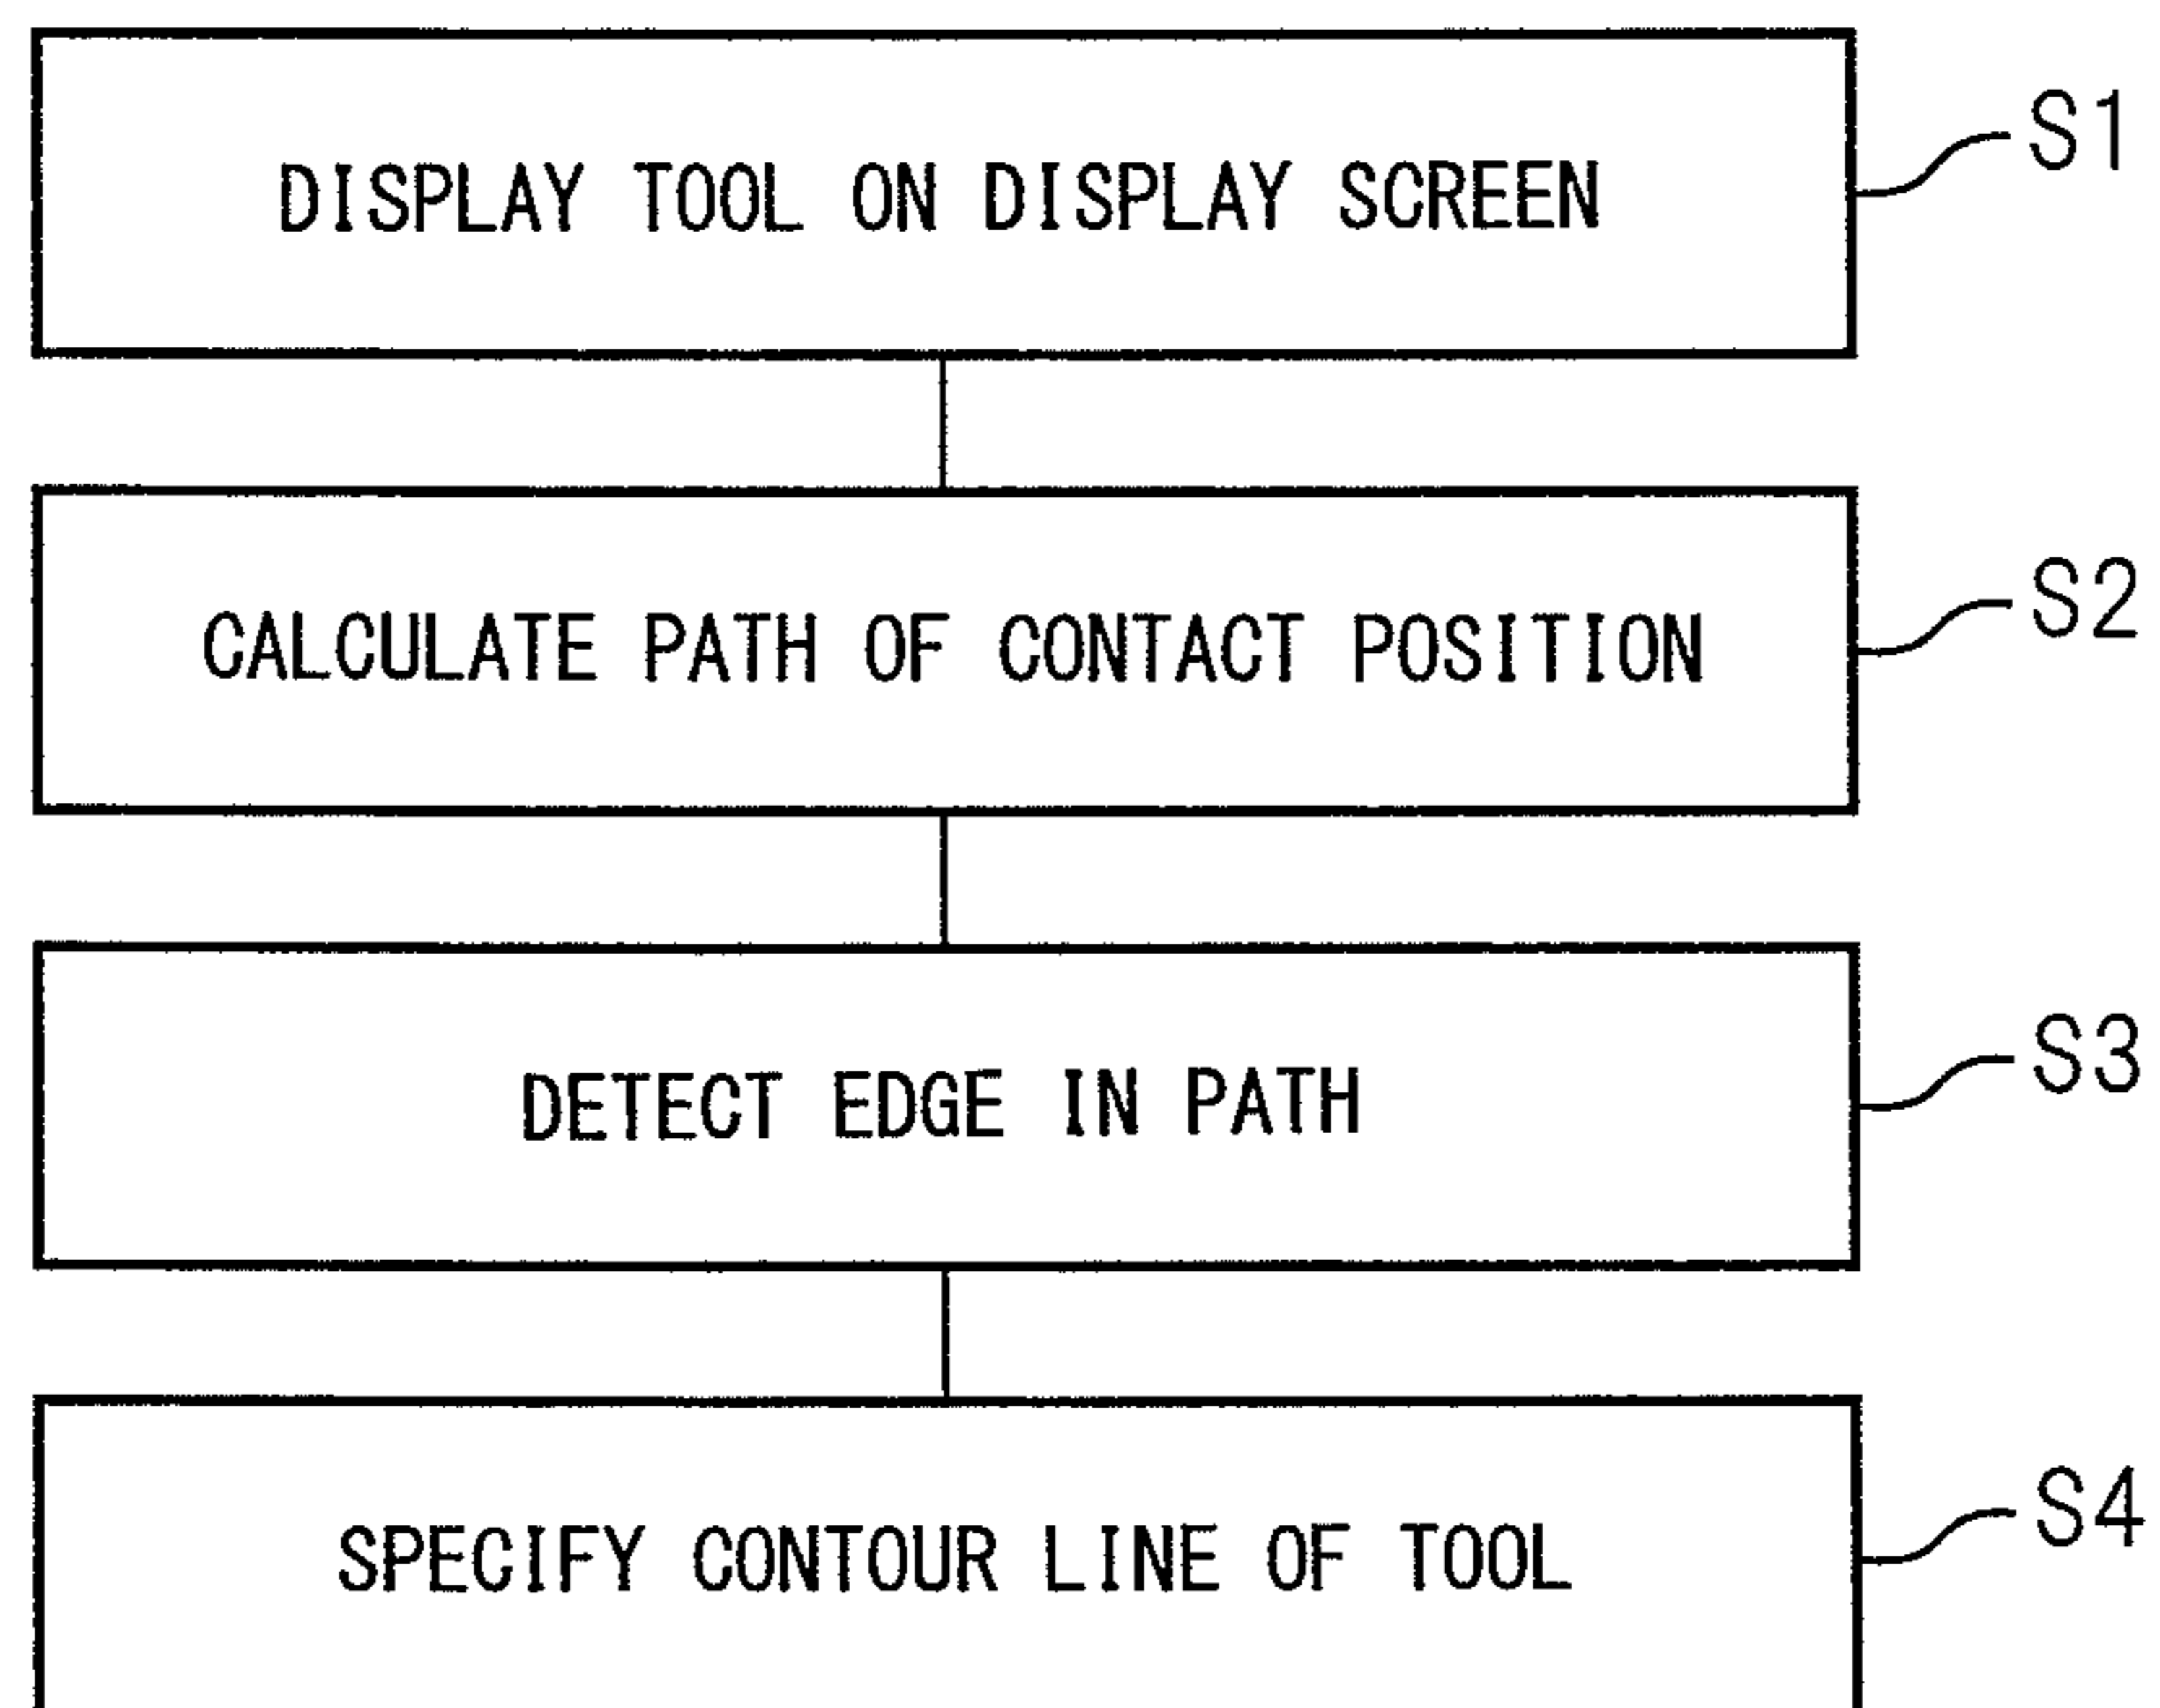 DISPLAY TOOL ON DISPLAY SCREEN S1
CALCULATE PATH OF CONTACT POSITION S2
DETECT EDGE IN PATH S3
SPECIFY CONTOUR LINE OF TOOL S4